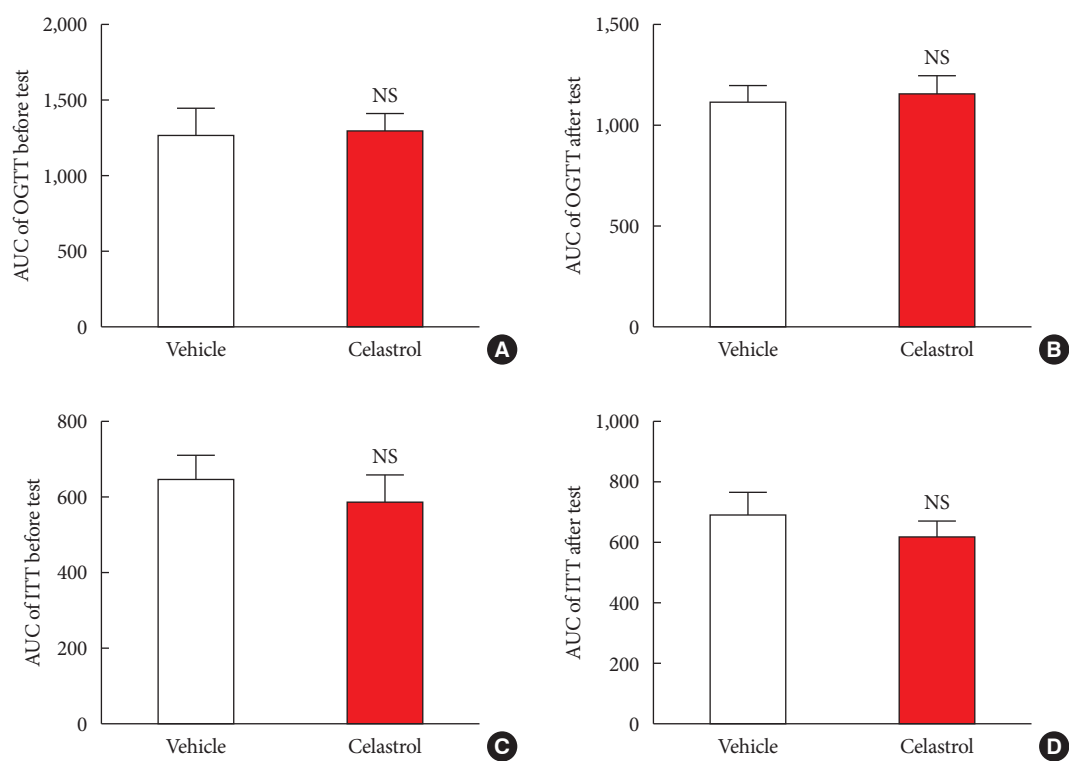 AUC of OGTT before test
2,000
1,500
1,000
500
0
NS
Vehicle
Celastrol
A
AUC of OGTT after test
1,500
1,000
500
0
NS
Vehicle
Celastrol
B
AUC of ITT before test
800
600
400
200
0
NS
Vehicle
Celastrol
C
AUC of ITT after test
1,000
800
600
400
200
0
NS
Vehicle
Celastrol
D